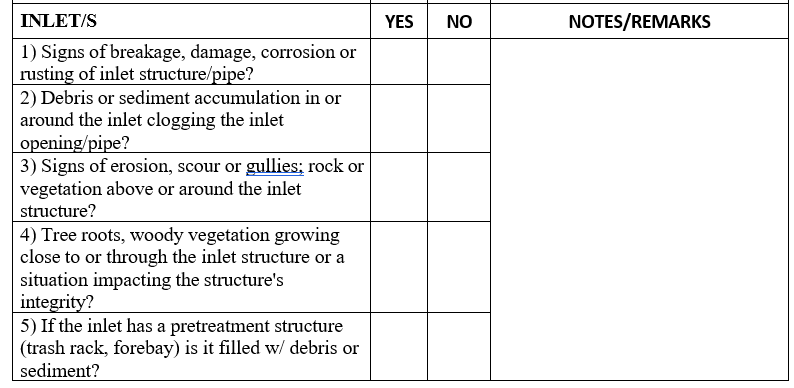 INLET/S YES NO NOTES/REMARKS
1) Signs of breakage, damage, corrosion or
rusting of inlet structure/pipe?
2) Debris or sediment accumulation in or
around the inlet clogging the inlet
opening/pipe?
3) Signs of erosion, scour or gullies; rock or
vegetation above or around the inlet
structure?
4) Tree roots, woody vegetation growing
close to or through the inlet structure or a
situation impacting the structure's
integrity?
5) If the inlet has a pretreatment structure
(trash rack, forebay) is it filled w/ debris or
sediment?